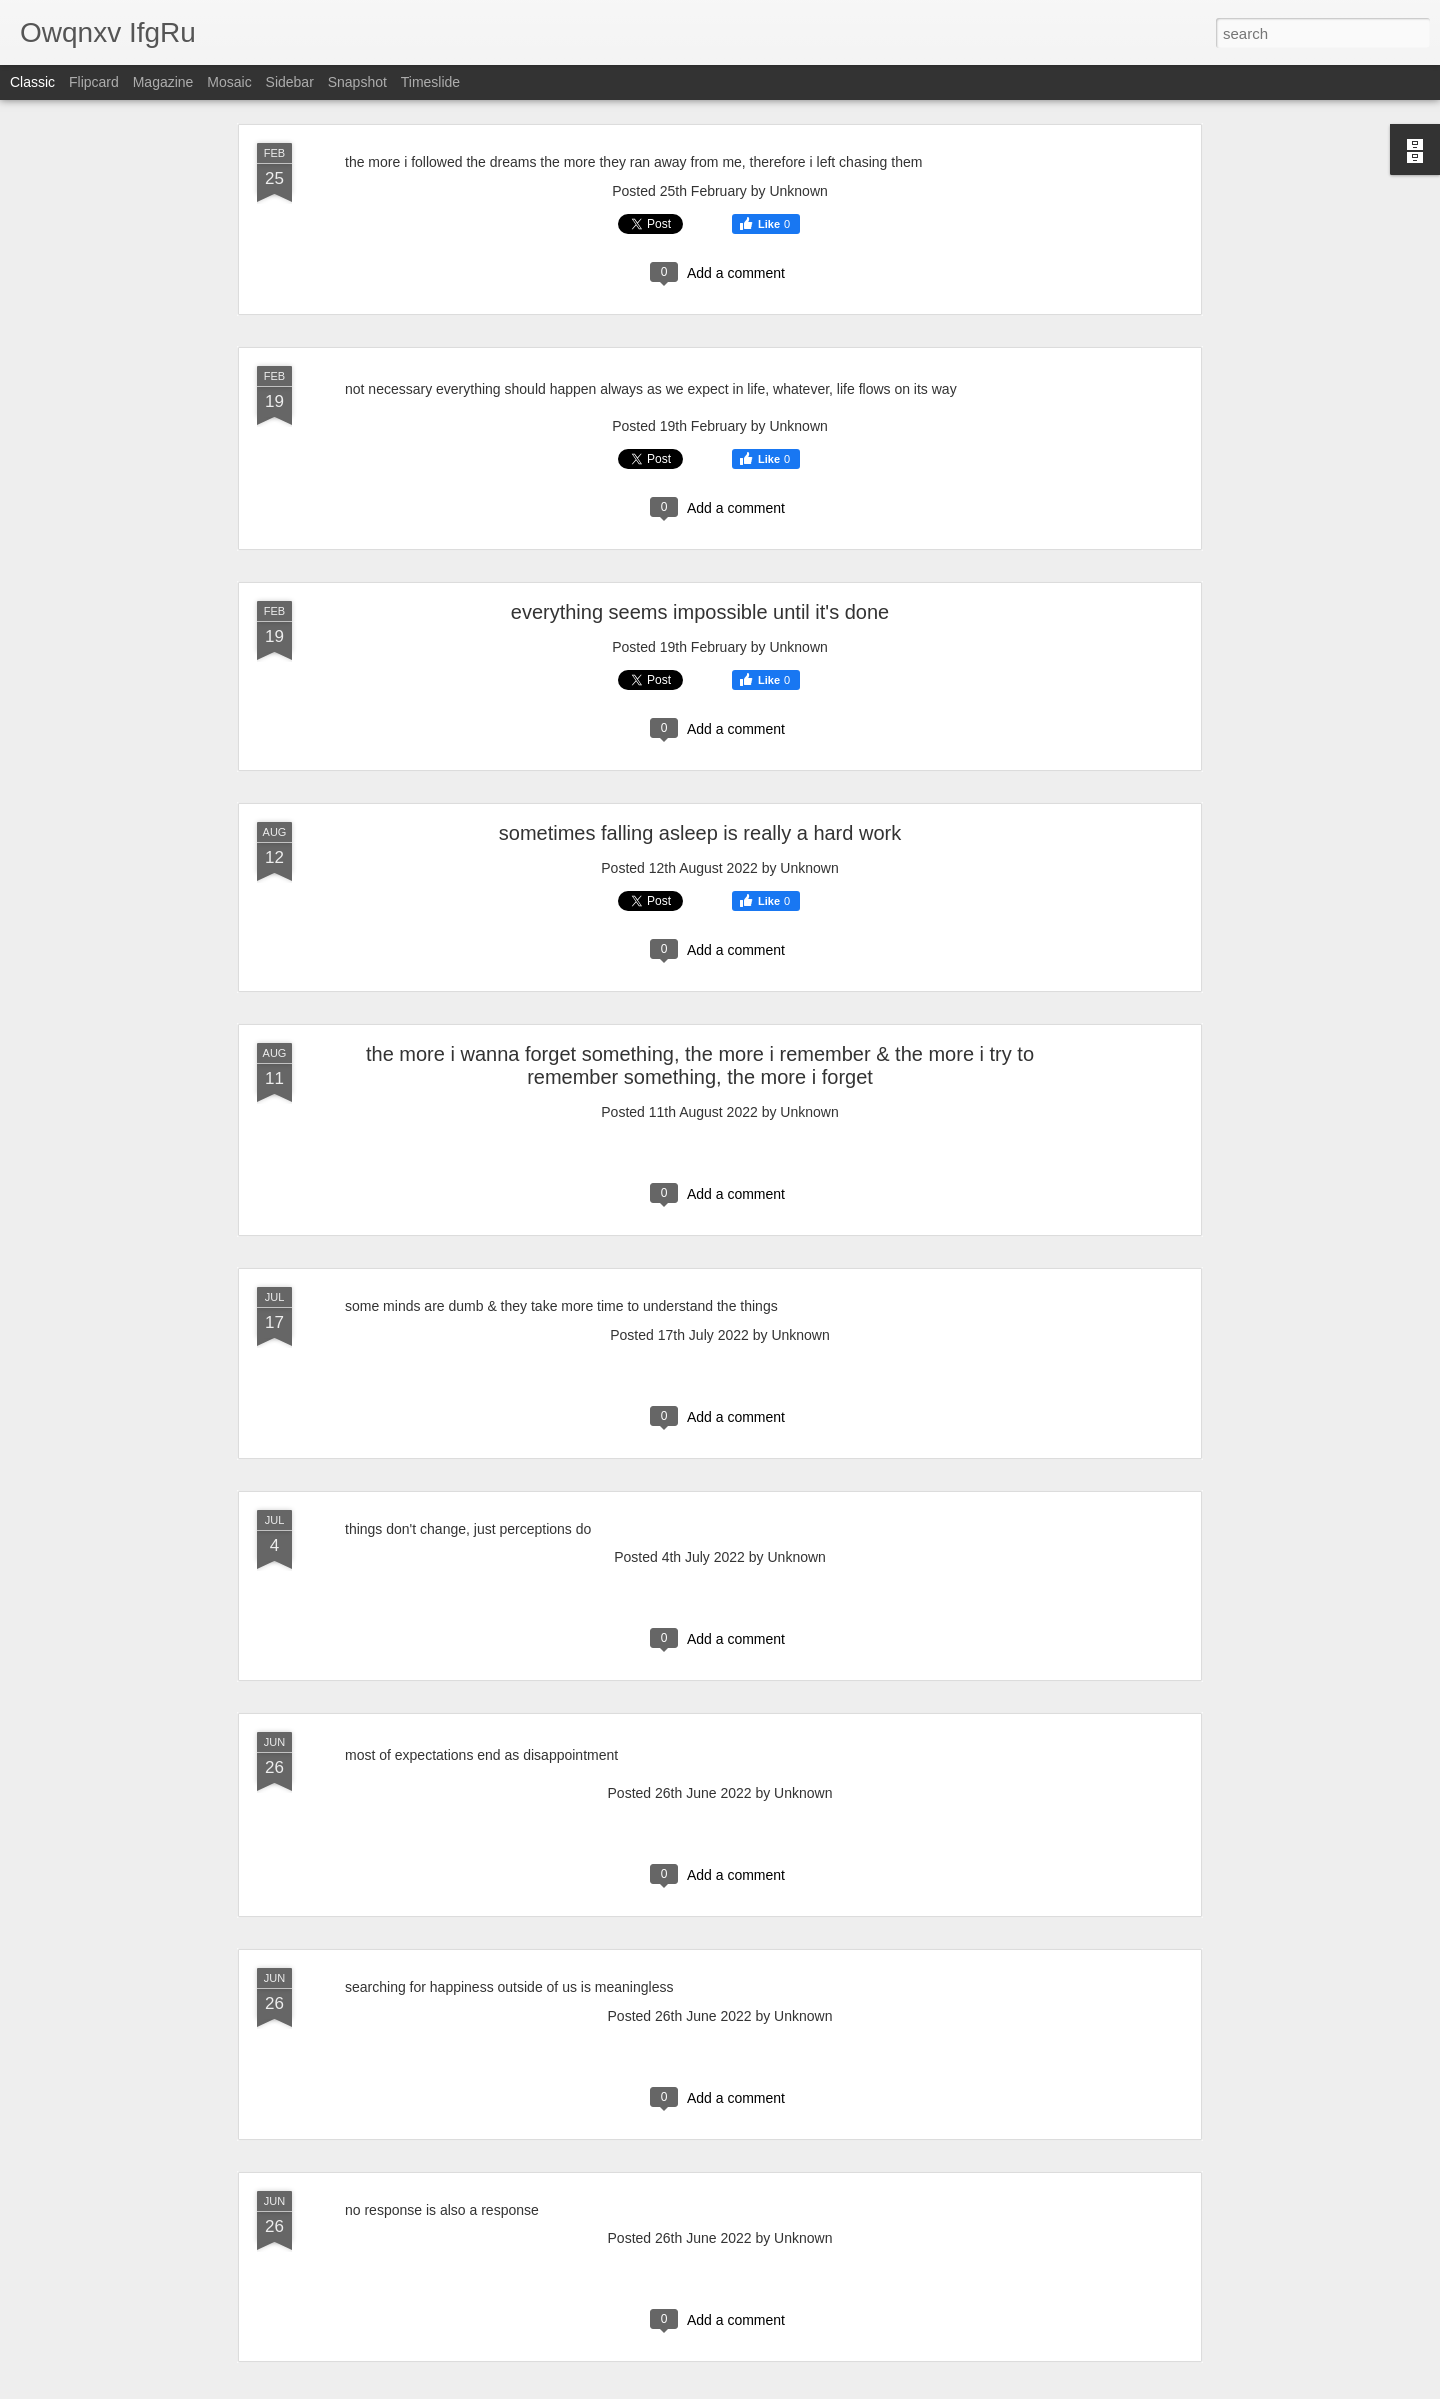 Owqnxv IfgRu
search
Classic Flipcard Magazine Mosaic Sidebar Snapshot Timeslide
FEB
25
the more i followed the dreams the more they ran away from me, therefore i left chasing them
Posted 25th February by Unknown
Post Like 0
0 Add a comment
FEB
19
not necessary everything should happen always as we expect in life, whatever, life flows on its way
Posted 19th February by Unknown
Post Like 0
0 Add a comment
FEB
19
everything seems impossible until it's done
Posted 19th February by Unknown
Post Like 0
0 Add a comment
AUG
12
sometimes falling asleep is really a hard work
Posted 12th August 2022 by Unknown
Post Like 0
0 Add a comment
AUG
11
the more i wanna forget something, the more i remember & the more i try to
remember something, the more i forget
Posted 11th August 2022 by Unknown
0 Add a comment
JUL
17
some minds are dumb & they take more time to understand the things
Posted 17th July 2022 by Unknown
0 Add a comment
JUL
4
things don't change, just perceptions do
Posted 4th July 2022 by Unknown
0 Add a comment
JUN
26
most of expectations end as disappointment
Posted 26th June 2022 by Unknown
0 Add a comment
JUN
26
searching for happiness outside of us is meaningless
Posted 26th June 2022 by Unknown
0 Add a comment
JUN
26
no response is also a response
Posted 26th June 2022 by Unknown
0 Add a comment